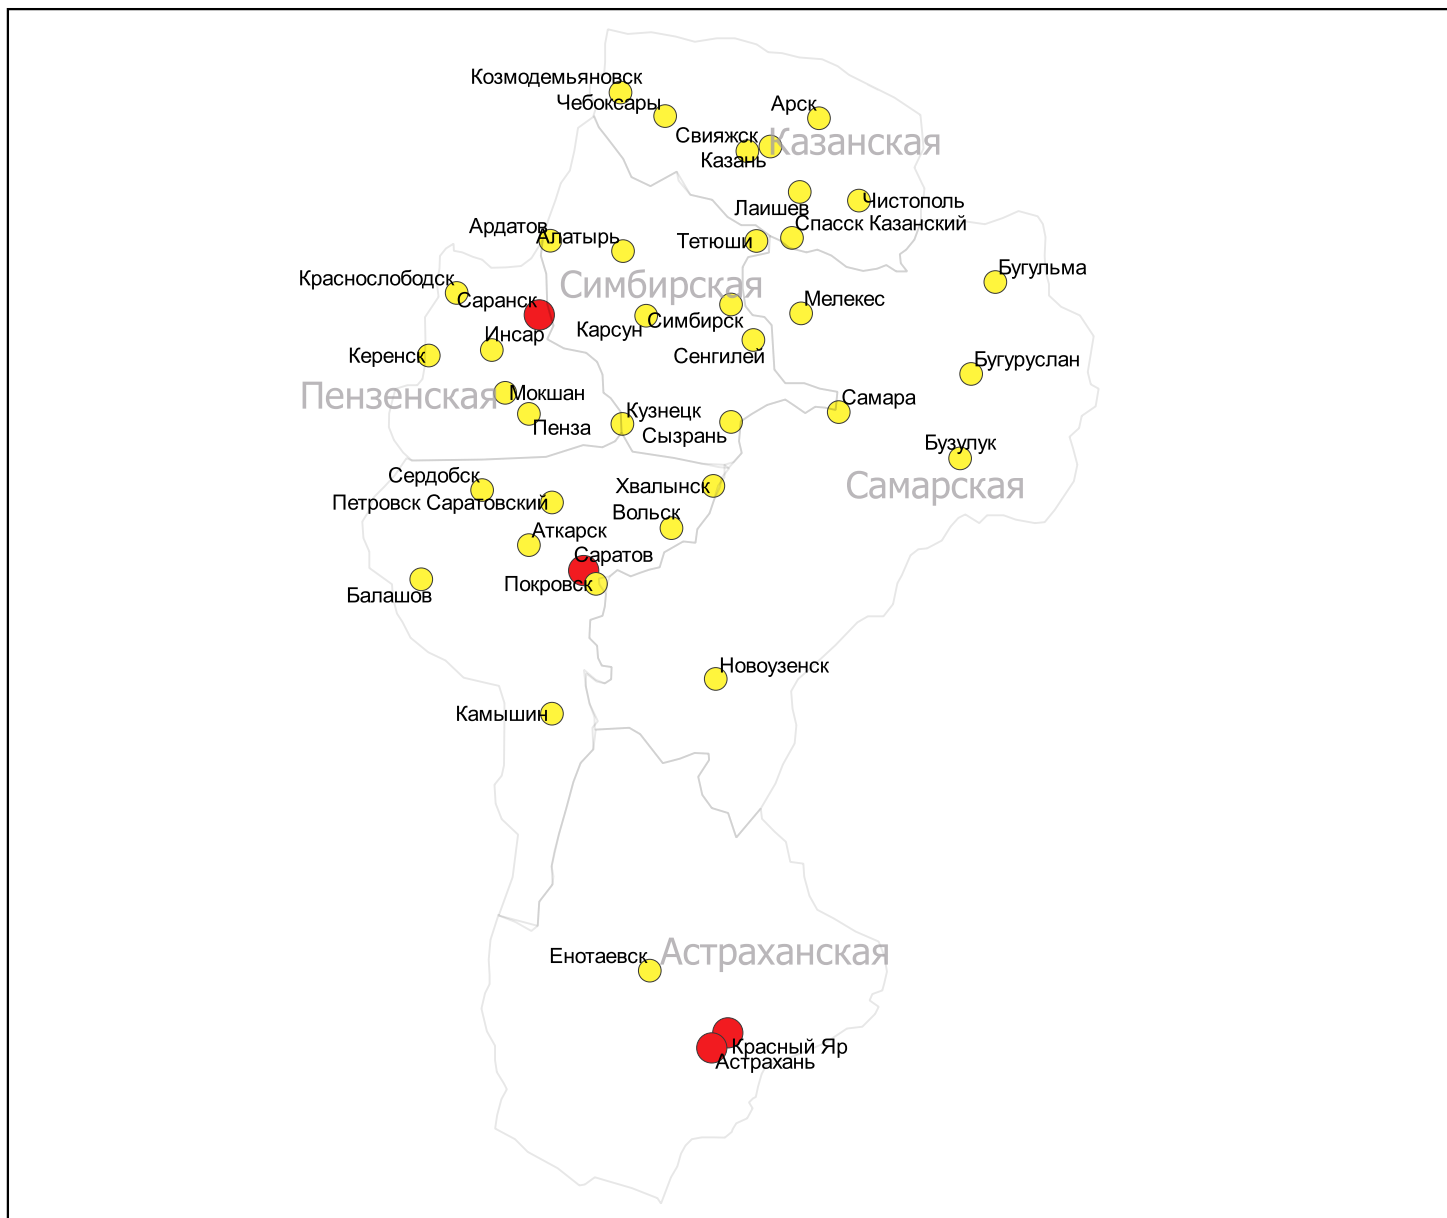 Козмодемьяновск
Чебоксары
Арск
Свияжск
Казанская
Казань
Лаишев
Чистополь
Спасск Казанский
Ардатов
Алатырь
Тетюши
Бугульма
Краснослободск
Симбирская
Саранск
Мелекес
Карсун
Симбирск
Инсар
Керенск
Сенгилей
Бугуруслан
Пензенская
Мокшан
Самара
Кузнецк
Пенза
Сызрань
Бузулук
Сердобск
Хвалынск
Самарская
Петровск Саратовский
Вольск
Аткарск
Саратов
Покровск
Балашов
Новоузенск
Камышин
Енотаевск
Астраханская
Красный Яр
Астрахань